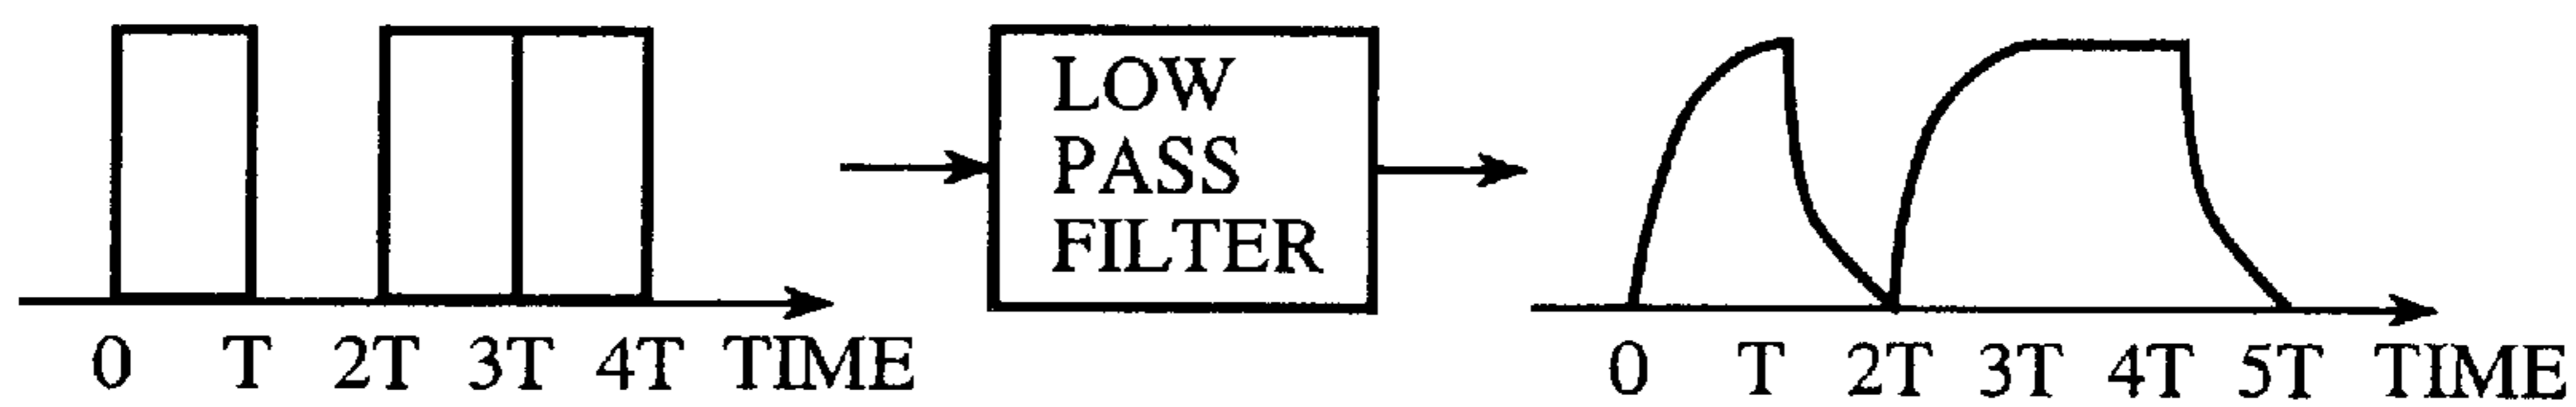 LOW
PASS
FILTER
0 T 2T 3T 4T TIME
0 T 2T 3T 4T 5T TIME